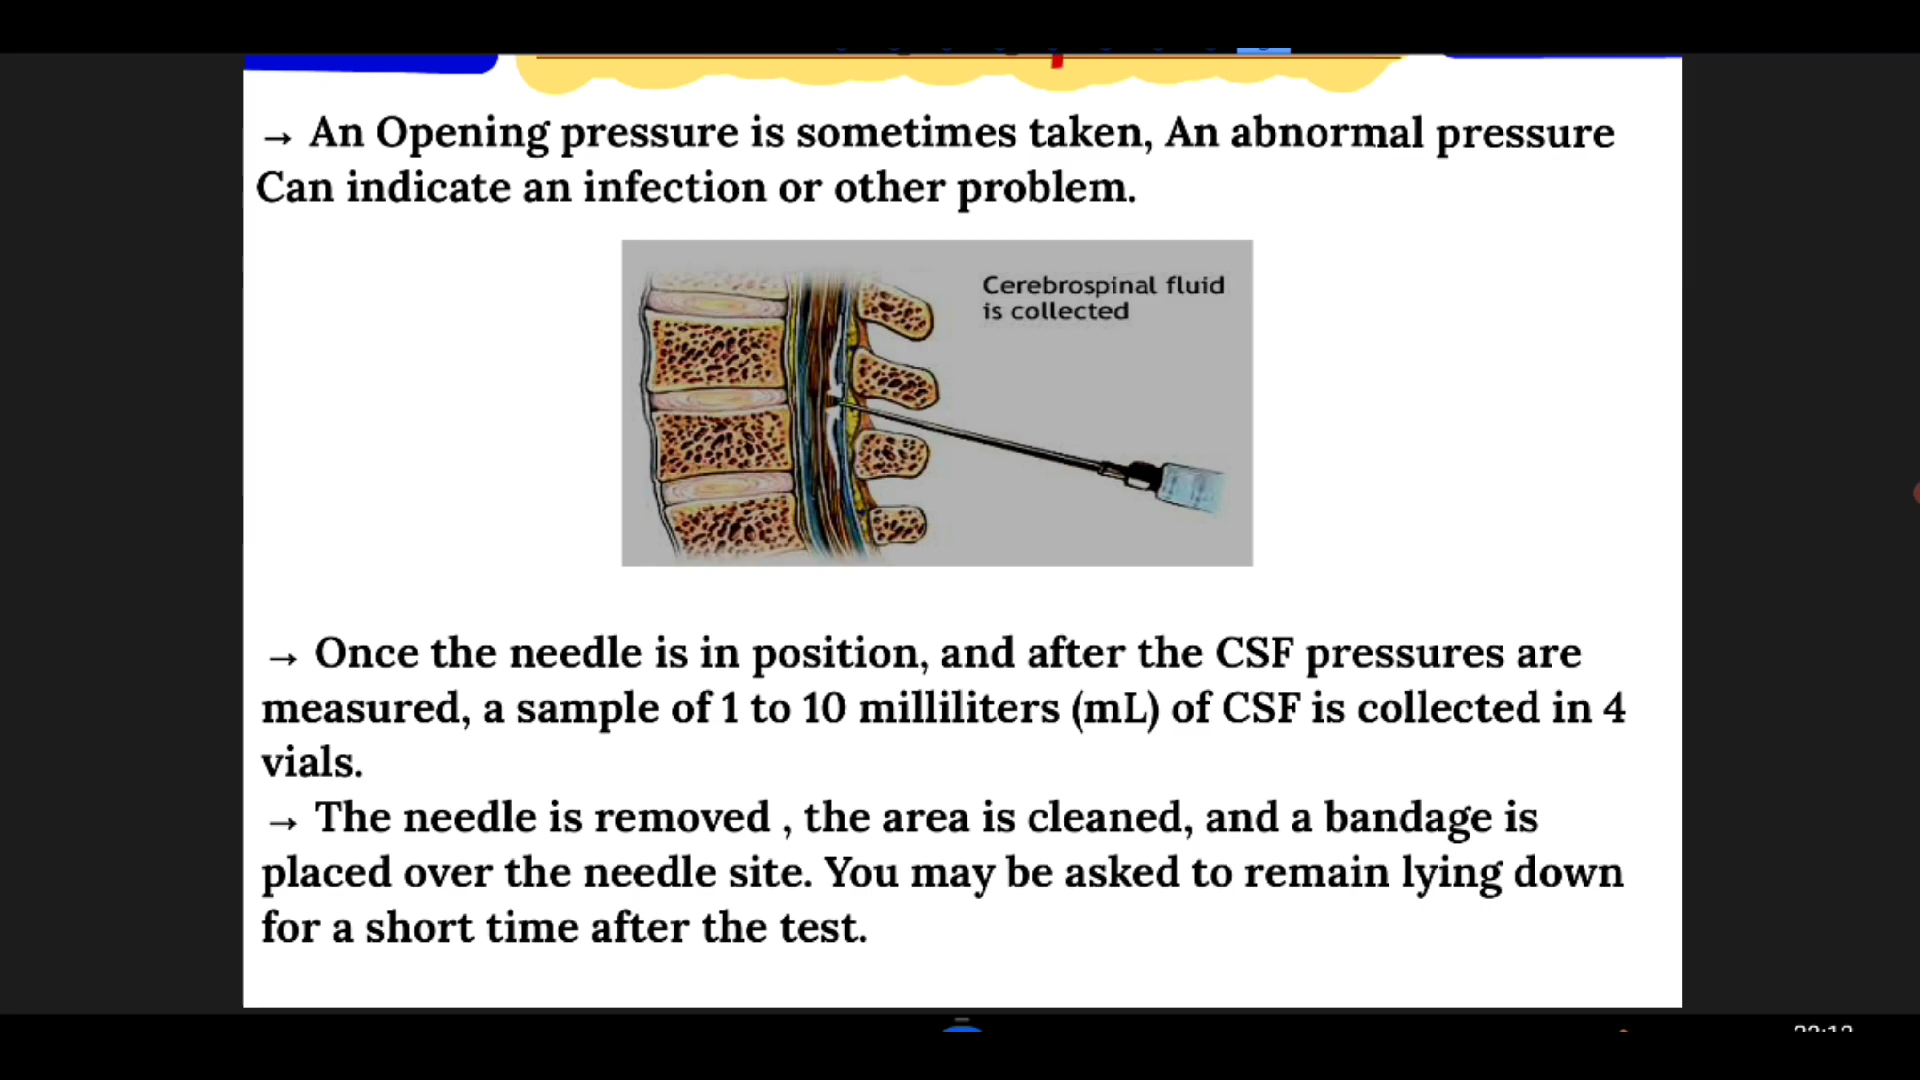 → An Opening pressure is sometimes taken, An abnormal pressure
Can indicate an infection or other problem.
Cerebrospinal fluid
is collected
→ Once the needle is in position, and after the CSF pressures are
measured, a sample of 1 to 10 milliliters (mL) of CSF is collected in 4
vials.
→ The needle is removed , the area is cleaned, and a bandage is
placed over the needle site. You may be asked to remain lying down
for a short time after the test.